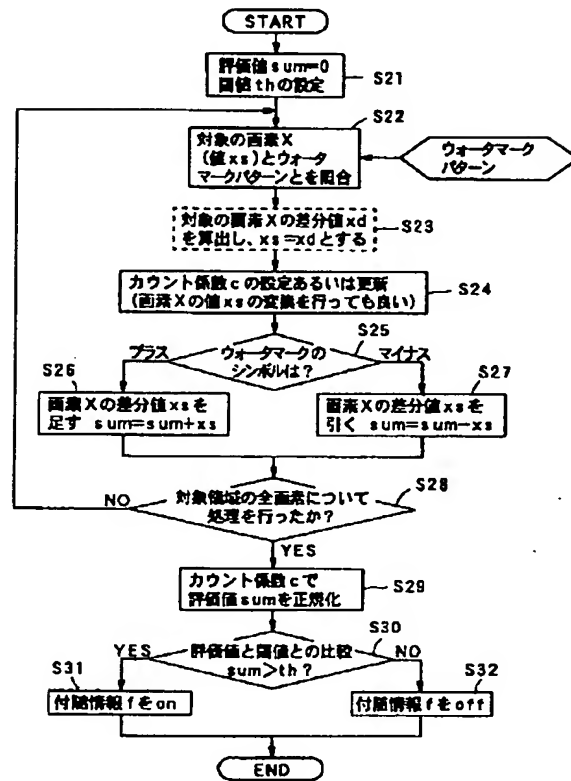 START
評価値sum=0
閾値thの設定
S21
S22
対象の画素X
(値xs)とウォータ
マークパターンとを照合
ウォータマーク
パターン
S23
対象の画素Xの差分値xd
を算出し、xs=xdとする
S24
カウント係数cの設定あるいは更新
(画素Xの値xsの変換を行っても良い)
S25
プラス
ウォータマークの
シンボルは?
マイナス
S26
画素Xの差分値xsを
足す sum=sum+xs
S27
画素Xの差分値xsを
引く sum=sum-xs
S28
NO
対象領域の全画素について
処理を行ったか?
YES
S29
カウント係数cで
評価値sumを正規化
S30
YES
評価値と閾値との比較
sum>th?
NO
S31
付随情報fをon
S32
付随情報fをoff
END